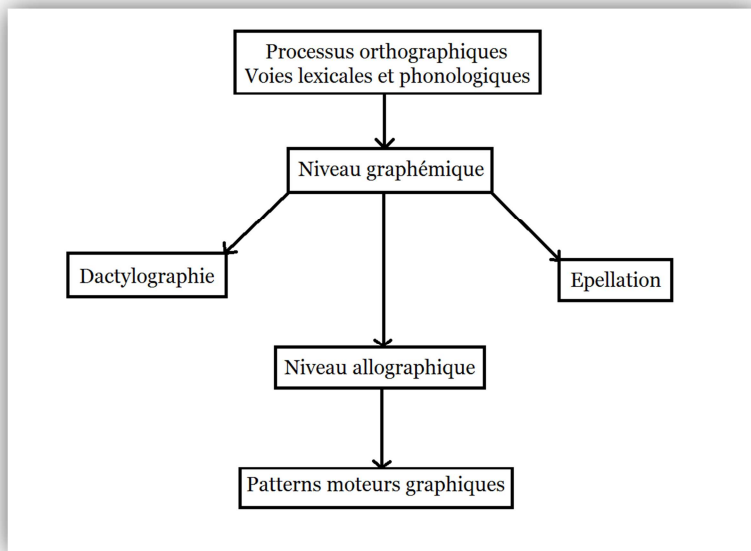 Processus orthographiques
Voies lexicales et phonologiques
Niveau graphémique
Dactylographie
Epellation
Niveau allographique
Patterns moteurs graphiques